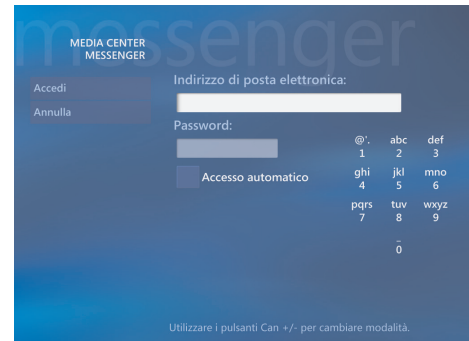 messenger
MEDIA CENTER
MESSENGER
Accedi
Annulla
Indirizzo di posta elettronica:
Password:
Accesso automatico
@'. abc def
1 2 3
ghi jkl mno
4 5 6
pqrs tuv wxyz
7 8 9
_
0
Utilizzare i pulsanti Can +/- per cambiare modalità.